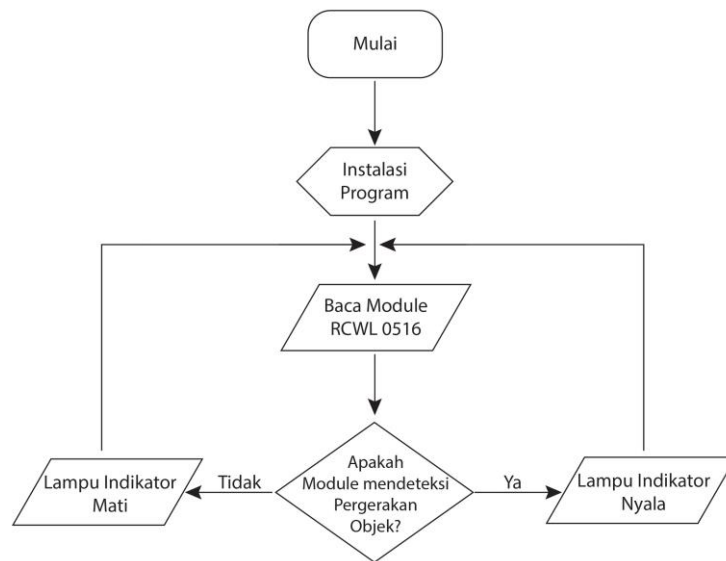 Mulai
Instalasi
Program
Baca Module
RCWL 0516
Apakah
Module mendeteksi
Pergerakan
Objek?
Tidak
Lampu Indikator
Mati
Ya
Lampu Indikator
Nyala